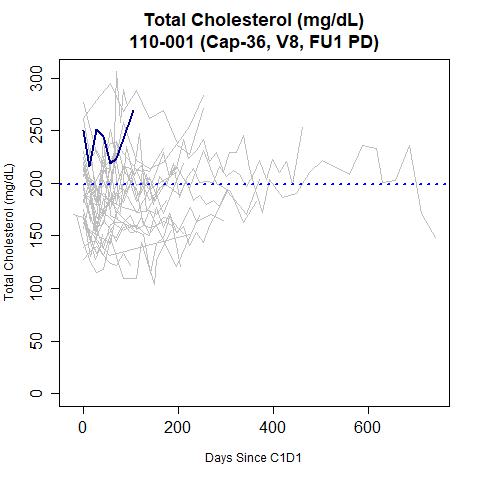 Total Cholesterol (mg/dL)
110-001 (Cap-36, V8, FU1 PD)
Total Cholesterol (mg/dL)
300
250
200
150
100
50
0
0 200 400 600
Days Since C1D1